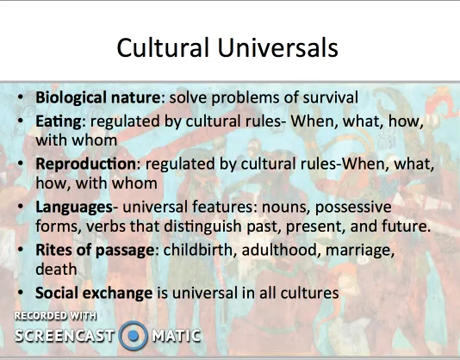 Cultural Universals
• Biological nature: solve problems of survival
• Eating: regulated by cultural rules- When, what, how,
with whom
• Reproduction: regulated by cultural rules-When, what,
how, with whom
• Languages- universal features: nouns, possessive
forms, verbs that distinguish past, present, and future.
• Rites of passage: childbirth, adulthood, marriage,
death
• Social exchange is universal in all cultures
RECORDED WITH
SCREENCAST MATIC